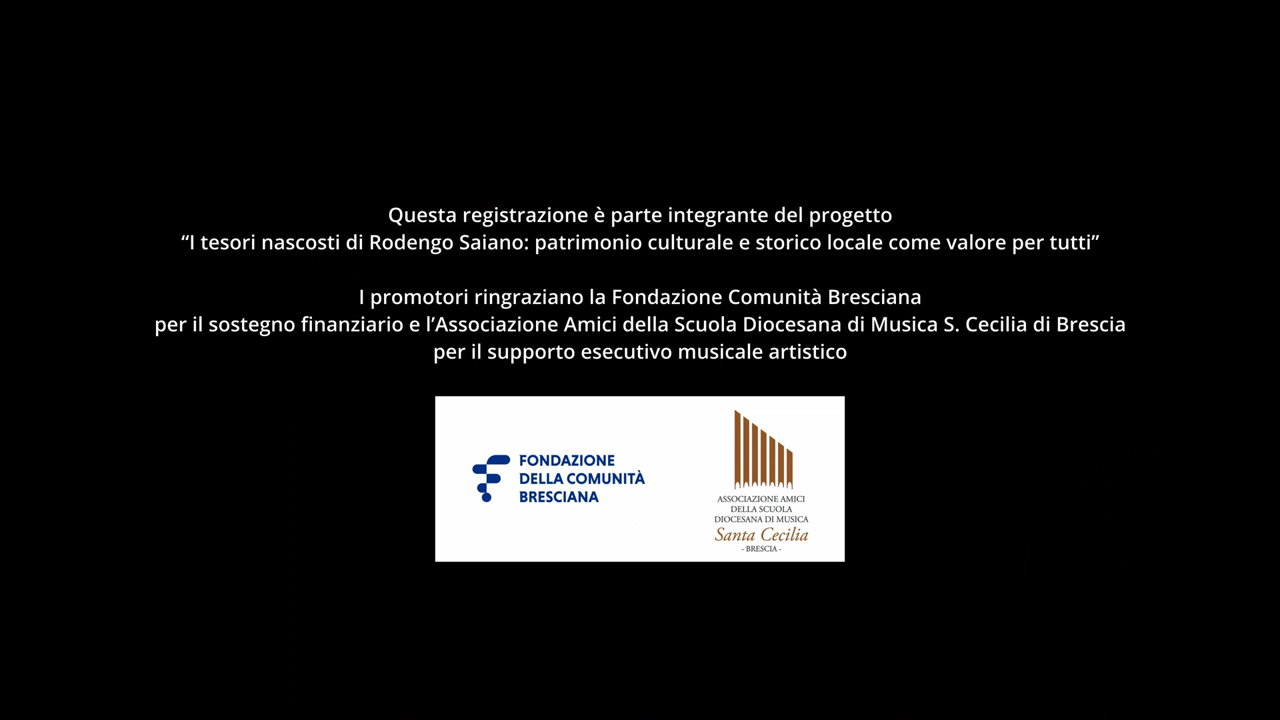 Questa registrazione è parte integrante del progetto
“I tesori nascosti di Rodengo Saiano: patrimonio culturale e storico locale come valore per tutti”
I promotori ringraziano la Fondazione Comunità Bresciana
per il sostegno finanziario e l’Associazione Amici della Scuola Diocesana di Musica S. Cecilia di Brescia
per il supporto esecutivo musicale artistico
FONDAZIONE
DELLA COMUNITÀ
BRESCIANA
ASSOCIAZIONE AMICI
DELLA SCUOLA
DIOCESANA DI MUSICA
Santa Cecilia
- BRESCIA -